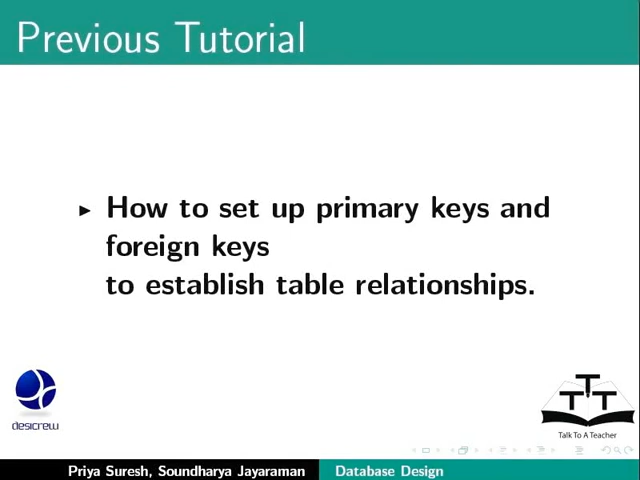 Previous Tutorial
How to set up primary keys and
foreign keys
to establish table relationships.
desicrew
T T T
Talk To A Teacher
Priya Suresh, Soundharya Jayaraman Database Design